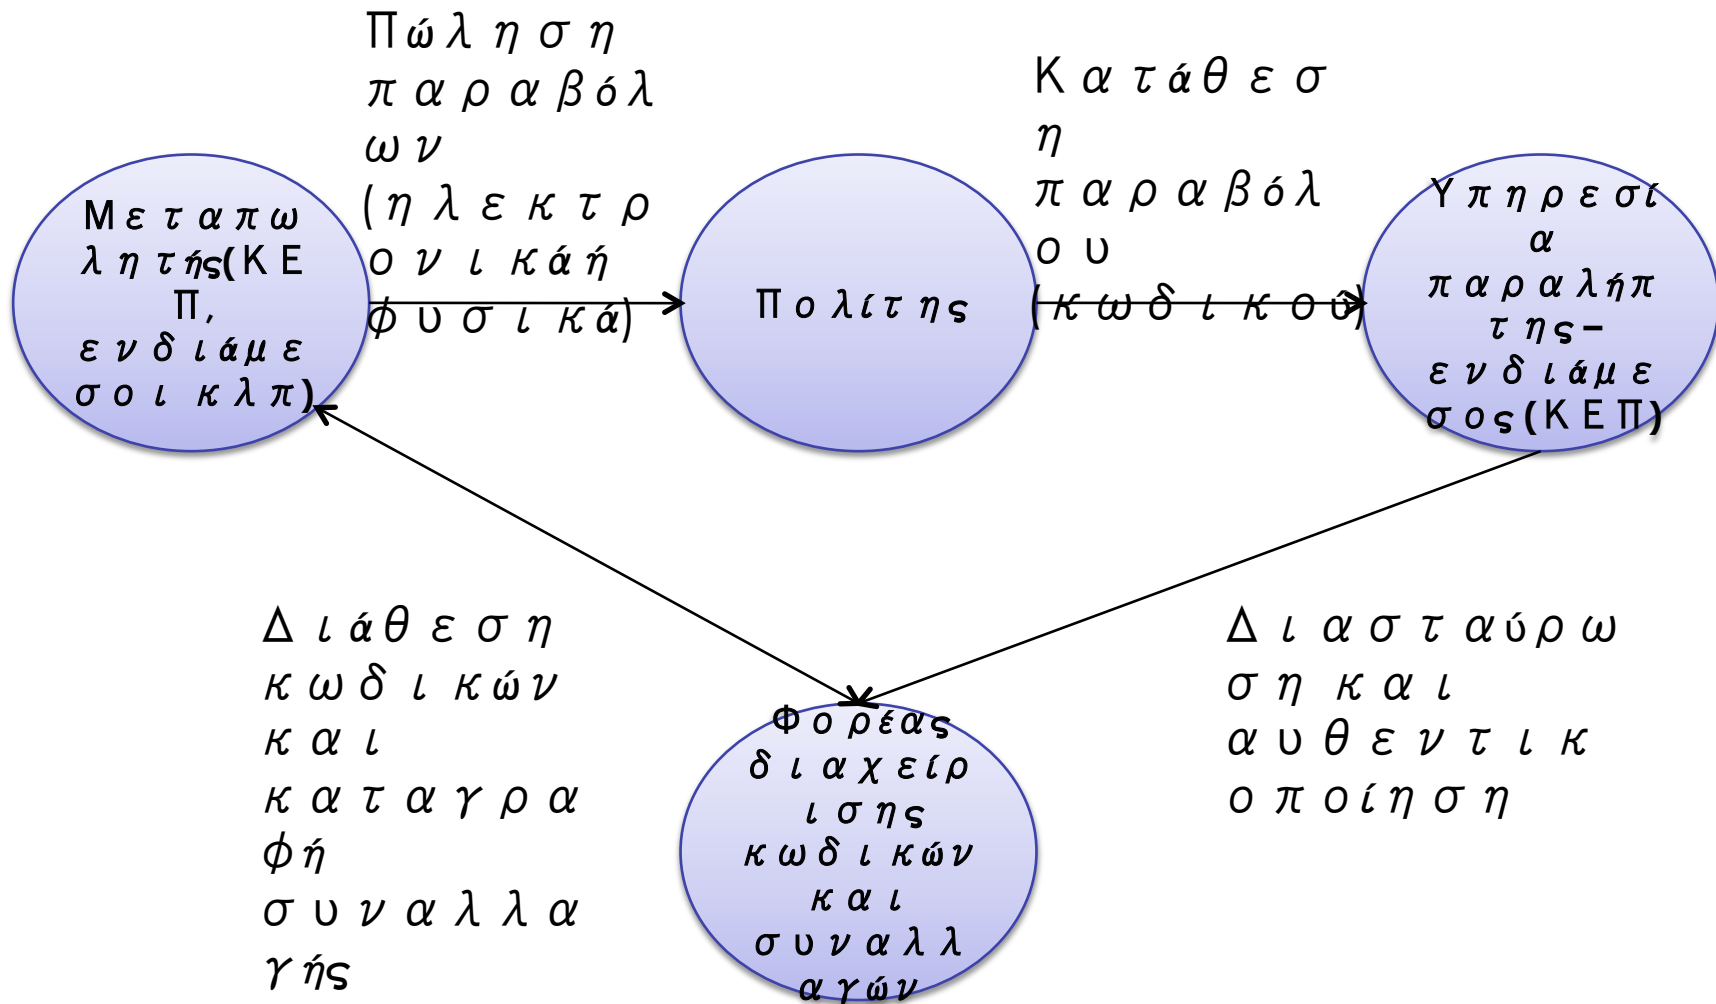 Πώληση
παραβόλ
ων
(ηλεκτρ
ονικά ή
φυσικά)
Κατάθεσ
η
παραβόλ
ου
(κωδικού)
Μεταπω
λητής (ΚΕ
Π,
ενδιάμε
σοι κλπ)
Πολίτης
Υπηρεσί
α
παραλήπ
της –
ενδιάμε
σος (ΚΕΠ)
Διάθεση
κωδικών
και
καταγρα
φή
συναλλα
γής
Φορέας
διαχείρ
ισης
κωδικών
και
συναλλ
αγών
Διασταύρω
ση και
αυθεντικ
οποίηση